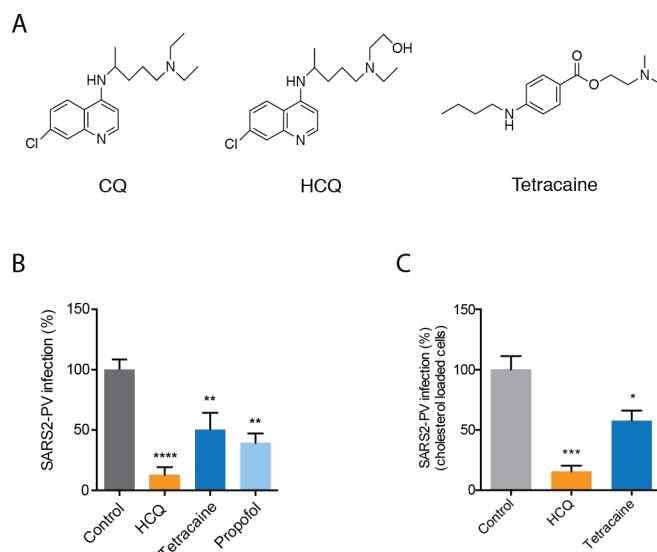 A
HN
N
Cl
N
CQ
HN
N
OH
Cl
N
HCQ
O
O
N
N
H
Tetracaine
B
SARS2-PV infection (%)
150
100
50
0
****
**
**
Control
HCQ
Tetracaine
Propofol
C
SARS2-PV infection (%)
(cholesterol loaded cells)
150
100
50
0
***
*
Control
HCQ
Tetracaine